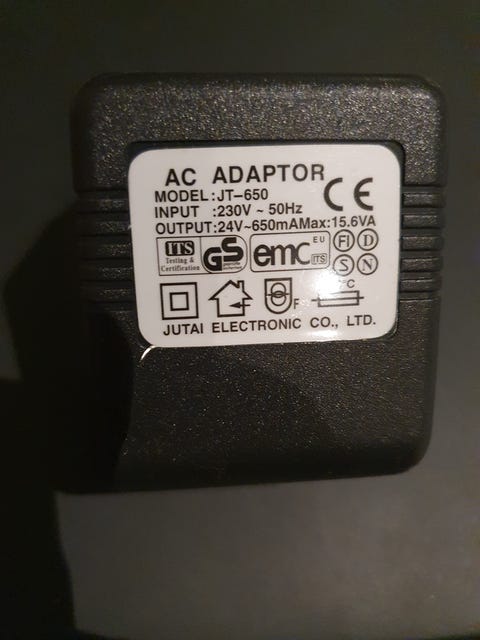 AC ADAPTOR
CE
MODEL:JT-650
INPUT :230V ~ 50Hz
OUTPUT:24V~650mAMax:15.6VA
ITS
Testing &
Certification
GS
emc
EU
ITS
FI D
S N
F
°C
JUTAI ELECTRONIC CO., LTD.